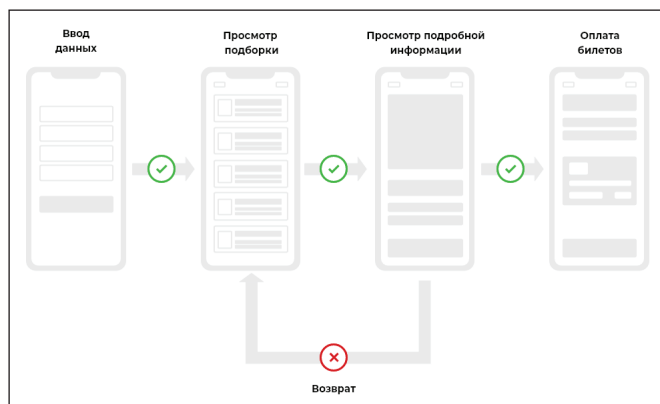 Ввод
данных
Просмотр
подборки
Просмотр подробной
информации
Оплата
билетов
Возврат